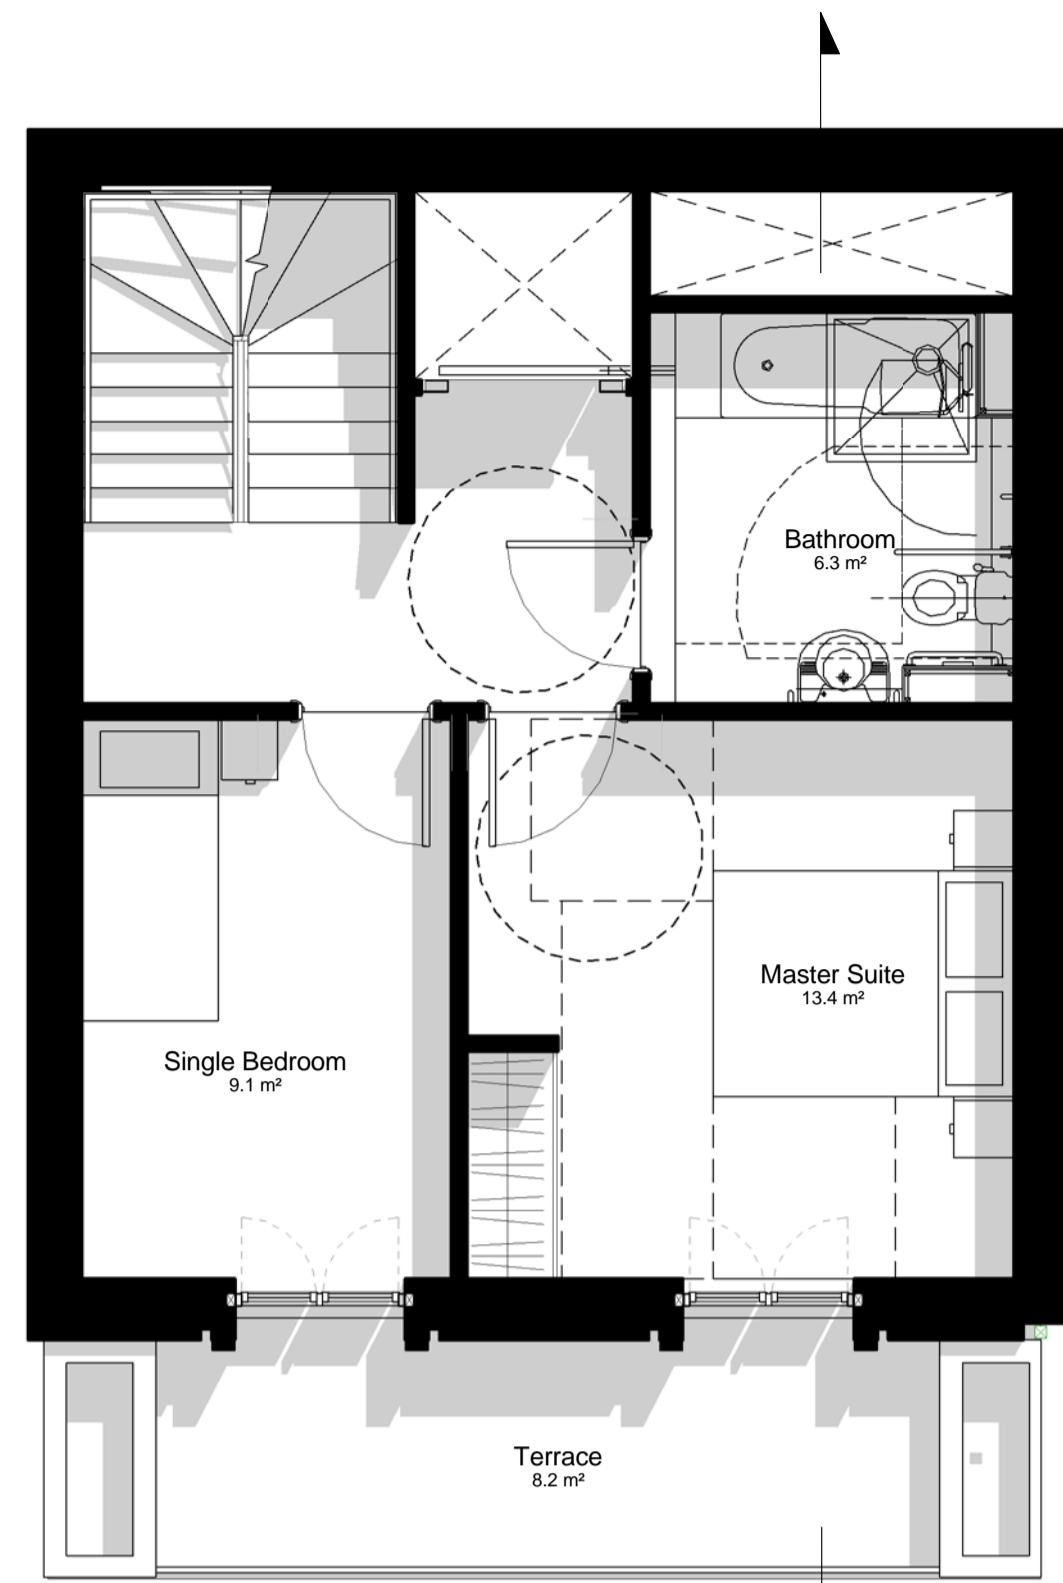 Bathroom
6.3 m²
Master Suite
13.4 m²
Single Bedroom
9.1 m²
Terrace
8.2 m²